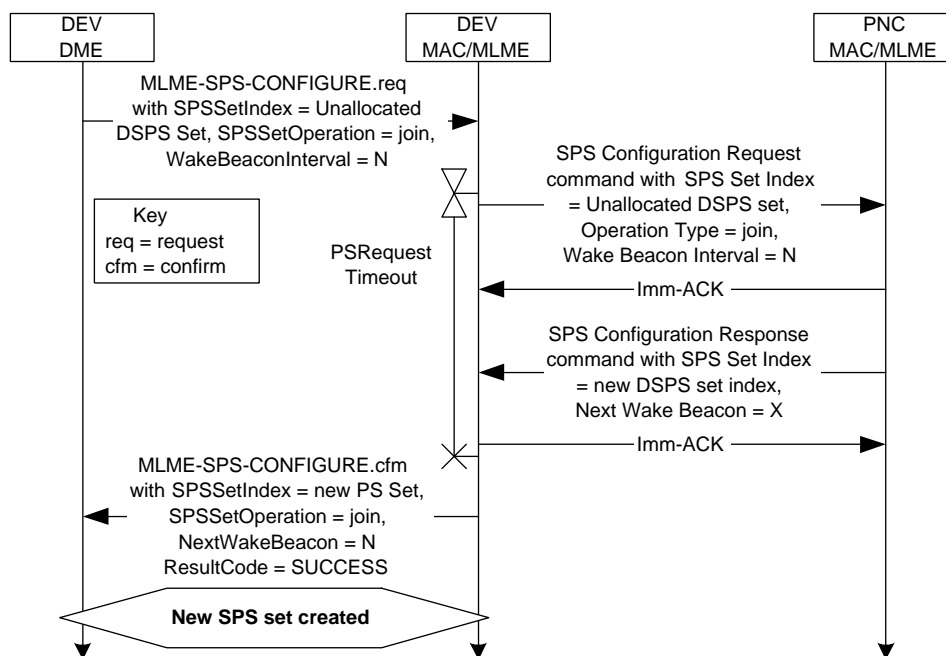 DEV
DME
DEV
MAC/MLME
PNC
MAC/MLME
MLME-SPS-CONFIGURE.req
with SPSSetIndex = Unallocated
DSPS Set, SPSSetOperation = join,
WakeBeaconInterval = N
SPS Configuration Request
command with SPS Set Index
= Unallocated DSPS set,
Operation Type = join,
Wake Beacon Interval = N
Key
req = request
cfm = confirm
PSRequest
Timeout
Imm-ACK
SPS Configuration Response
command with SPS Set Index
= new DSPS set index,
Next Wake Beacon = X
Imm-ACK
MLME-SPS-CONFIGURE.cfm
with SPSSetIndex = new PS Set,
SPSSetOperation = join,
NextWakeBeacon = N
ResultCode = SUCCESS
New SPS set created